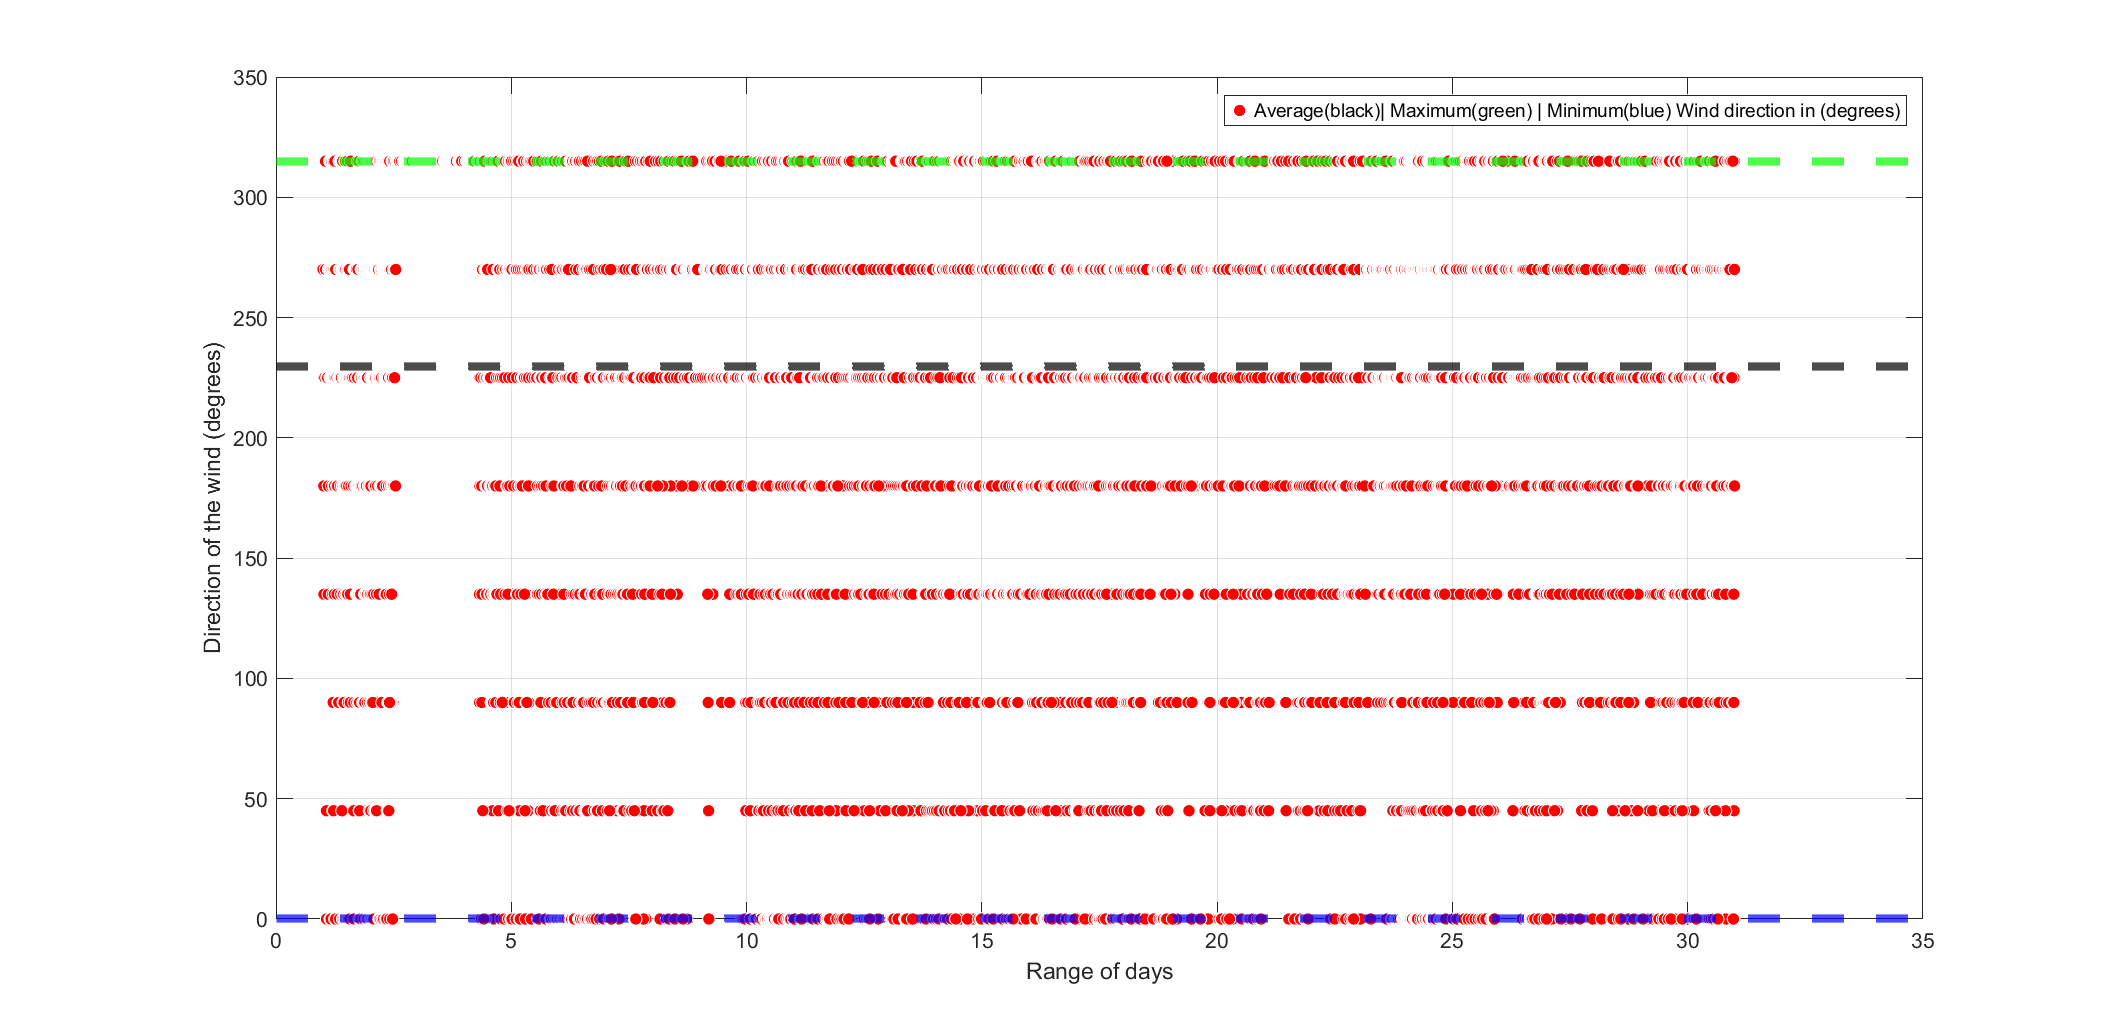 350
Average(black)| Maximum(green) | Minimum(blue) Wind direction in (degrees)
300
250
200
150
100
50
0
Direction of the wind (degrees)
0 5 10 15 20 25 30 35
Range of days